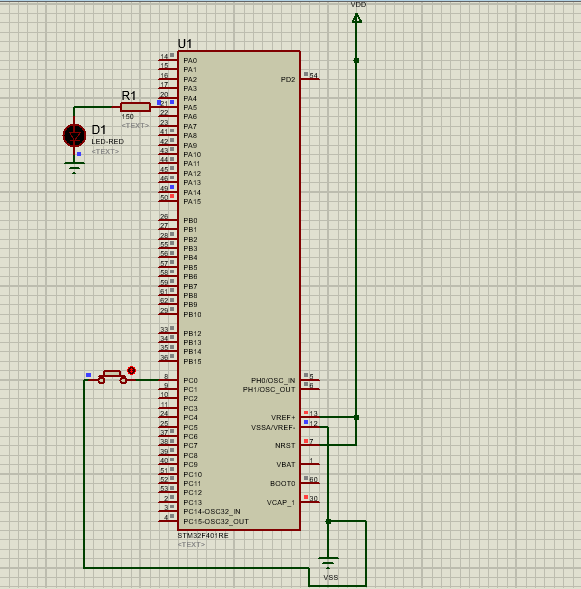 VDD
U1
14 PA0
15 PA1
16 PA2
17 PA3
20 PA4
21 PA5
22 PA6
23 PA7
41 PA8
42 PA9
43 PA10
44 PA11
45 PA12
46 PA13
49 PA14
50 PA15
PD2 54
R1
150
<TEXT>
D1
LED-RED
<TEXT>
26 PB0
27 PB1
28 PB2
55 PB3
56 PB4
57 PB5
58 PB6
59 PB7
61 PB8
62 PB9
29 PB10
33 PB12
34 PB13
35 PB14
36 PB15
8 PC0
9 PC1
10 PC2
11 PC3
24 PC4
25 PC5
37 PC6
38 PC7
39 PC8
40 PC9
51 PC10
52 PC11
53 PC12
2 PC13
3 PC14-OSC32_IN
4 PC15-OSC32_OUT
PH0/OSC_IN 5
PH1/OSC_OUT 6
VREF+ 13
VSSA/VREF- 12
NRST 7
VBAT 1
BOOT0 60
VCAP_1 30
STM32F401RE
<TEXT>
VSS